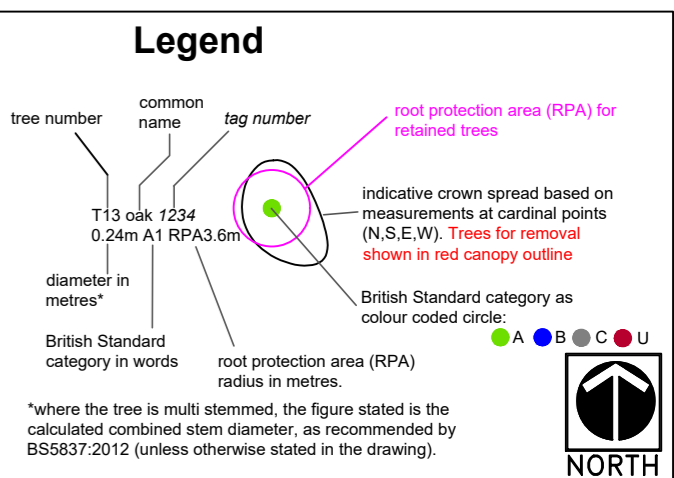 Legend
tree number
common
name
tag number
root protection area (RPA) for
retained trees
T13 oak 1234
0.24m A1 RPA3.6m
indicative crown spread based on
measurements at cardinal points
(N,S,E,W). Trees for removal
shown in red canopy outline
diameter in
metres*
British Standard
category in words
root protection area (RPA)
radius in metres.
British Standard category as
colour coded circle:
A B C U
*where the tree is multi stemmed, the figure stated is the
calculated combined stem diameter, as recommended by
BS5837:2012 (unless otherwise stated in the drawing).
NORTH